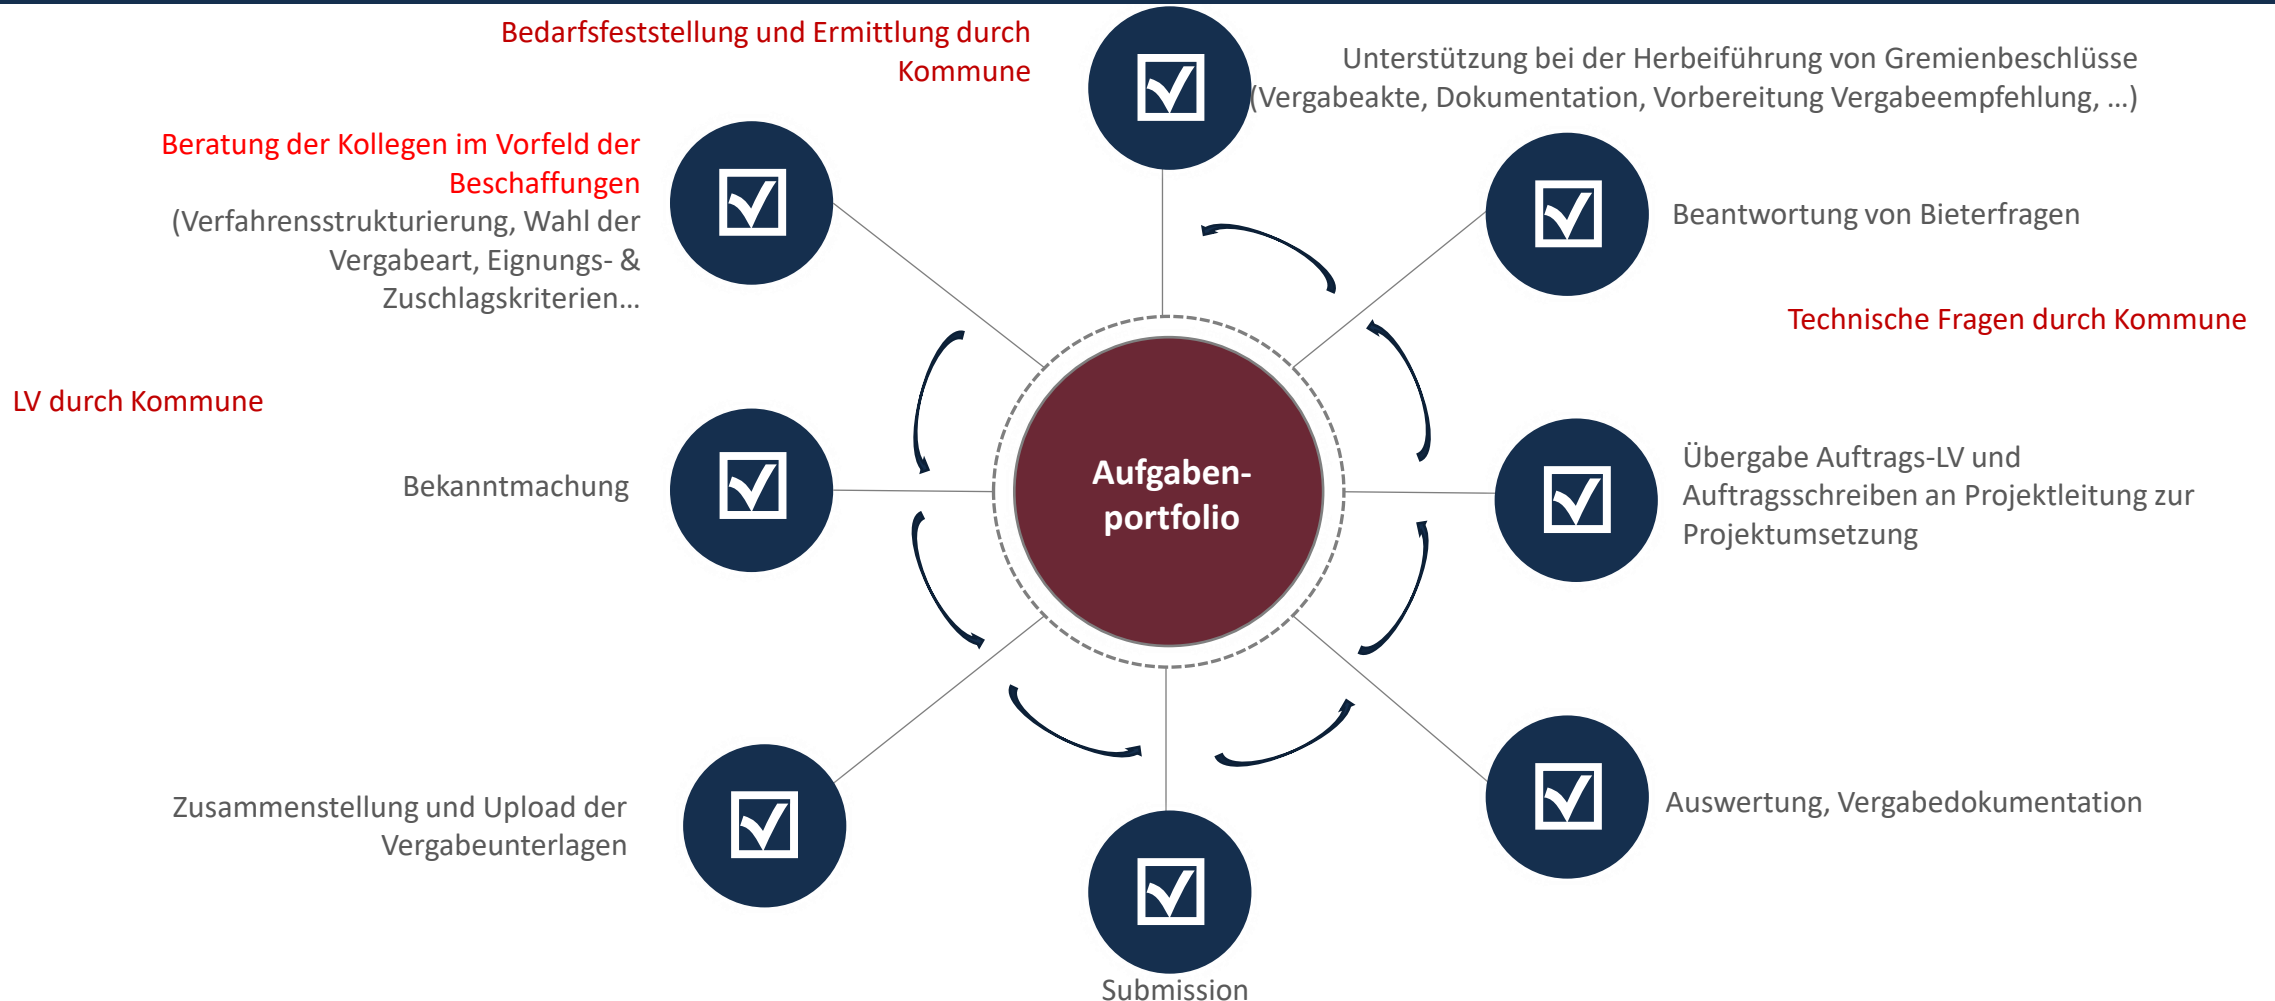 Bedarfsfeststellung und Ermittlung durch
Kommune
Unterstützung bei der Herbeiführung von Gremienbeschlüsse
(Vergabeakte, Dokumentation, Vorbereitung Vergabeempfehlung, ...)
Beratung der Kollegen im Vorfeld der
Beschaffungen
(Verfahrensstrukturierung, Wahl der
Vergabeart, Eignungs- &
Zuschlagskriterien...
Beantwortung von Bieterfragen
Technische Fragen durch Kommune
LV durch Kommune
Bekanntmachung
Aufgaben-
portfolio
Übergabe Auftrags-LV und
Auftragsschreiben an Projektleitung zur
Projektumsetzung
Zusammenstellung und Upload der
Vergabeunterlagen
Auswertung, Vergabedokumentation
Submission